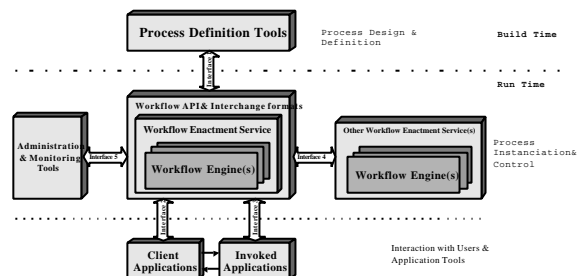 Process Definition Tools
Process Design &
Definition
Build Time
Interface
Run Time
Workflow API& Interchange formats
Workflow Enactment Service
Workflow Engine(s)
Administration
& Monitoring
Tools
Interface 5
Interface 4
Other Workflow Enactment Service(s)
Workflow Engine(s)
Process
Instanciation&
Control
Interface
Interface
Client
Applications
Invoked
Applications
Interaction with Users &
Application Tools